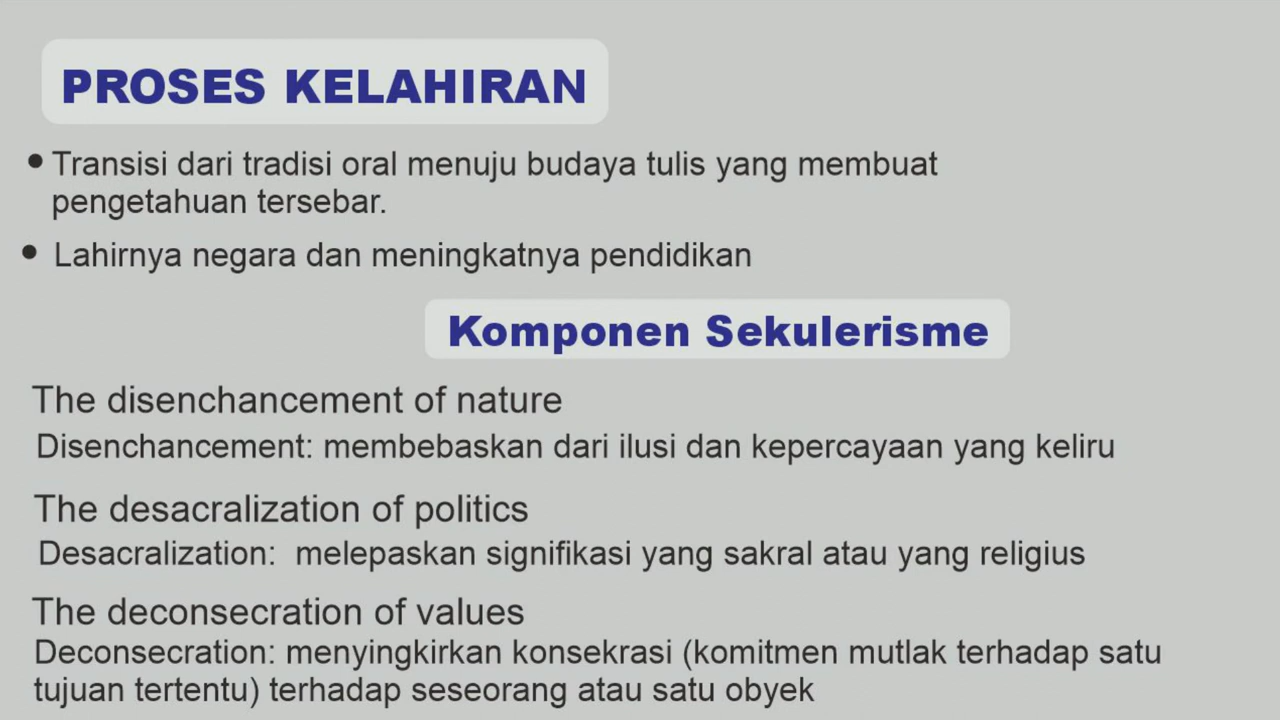 PROSES KELAHIRAN
• Transisi dari tradisi oral menuju budaya tulis yang membuat
pengetahuan tersebar.
• Lahirnya negara dan meningkatnya pendidikan
Komponen Sekulerisme
The disenchancement of nature
Disenchancement: membebaskan dari ilusi dan kepercayaan yang keliru
The desacralization of politics
Desacralization: melepaskan signifikasi yang sakral atau yang religius
The deconsecration of values
Deconsecration: menyingkirkan konsekrasi (komitmen mutlak terhadap satu
tujuan tertentu) terhadap seseorang atau satu obyek